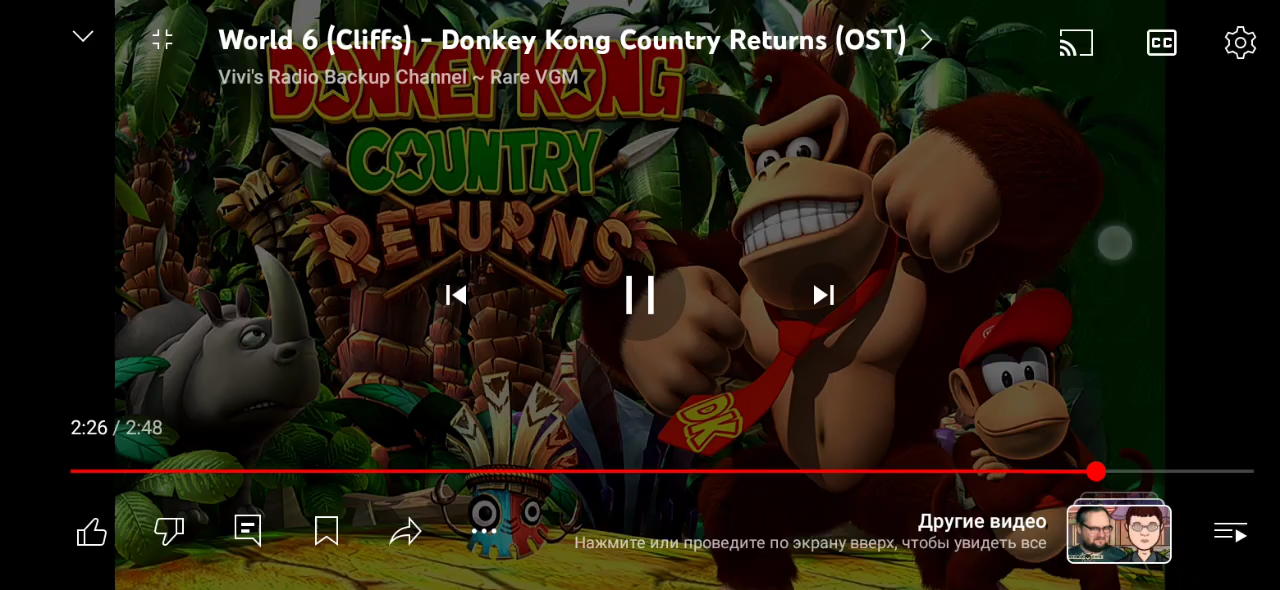 World 6 (Cliffs) - Donkey Kong Country Returns (OST)
Vivi's Radio Backup Channel ~ Rare VGM
CC
DONKEY KONG
COUNTRY
RETURNS
DK
2:26 / 2:48
Другие видео
Нажмите или проведите по экрану вверх, чтобы увидеть все